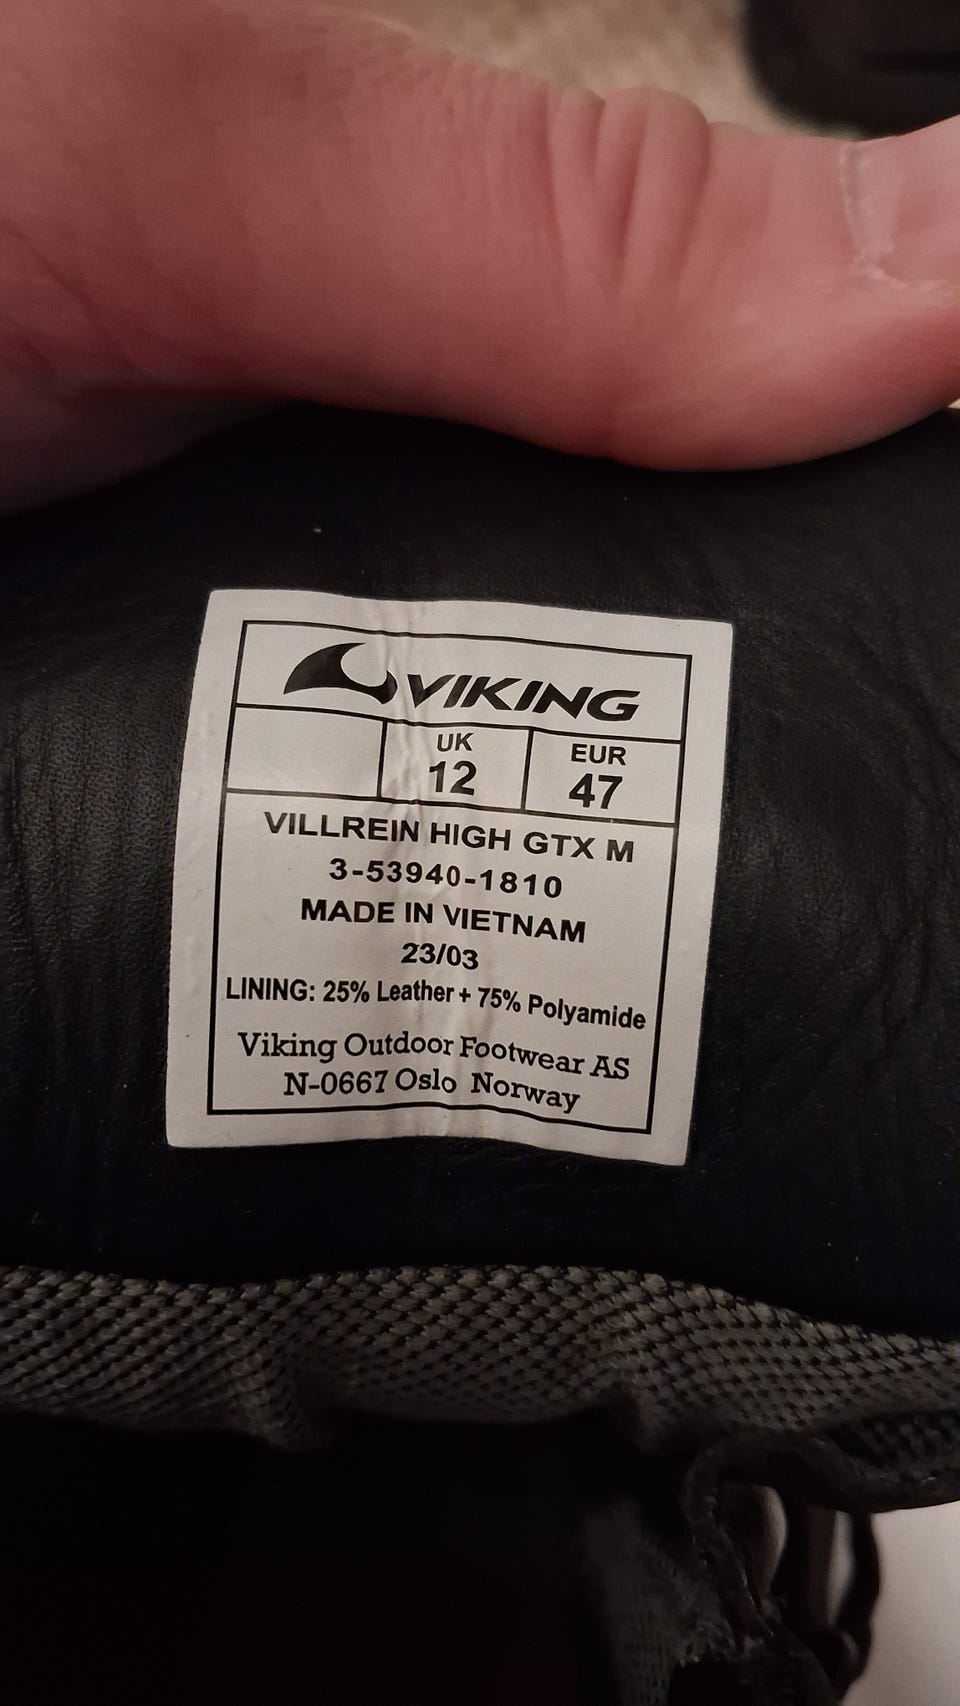 VIKING
UK EUR
12 47
VILLREIN HIGH GTX M
3-53940-1810
MADE IN VIETNAM
23/03
LINING: 25% Leather + 75% Polyamide
Viking Outdoor Footwear AS
N-0667 Oslo Norway